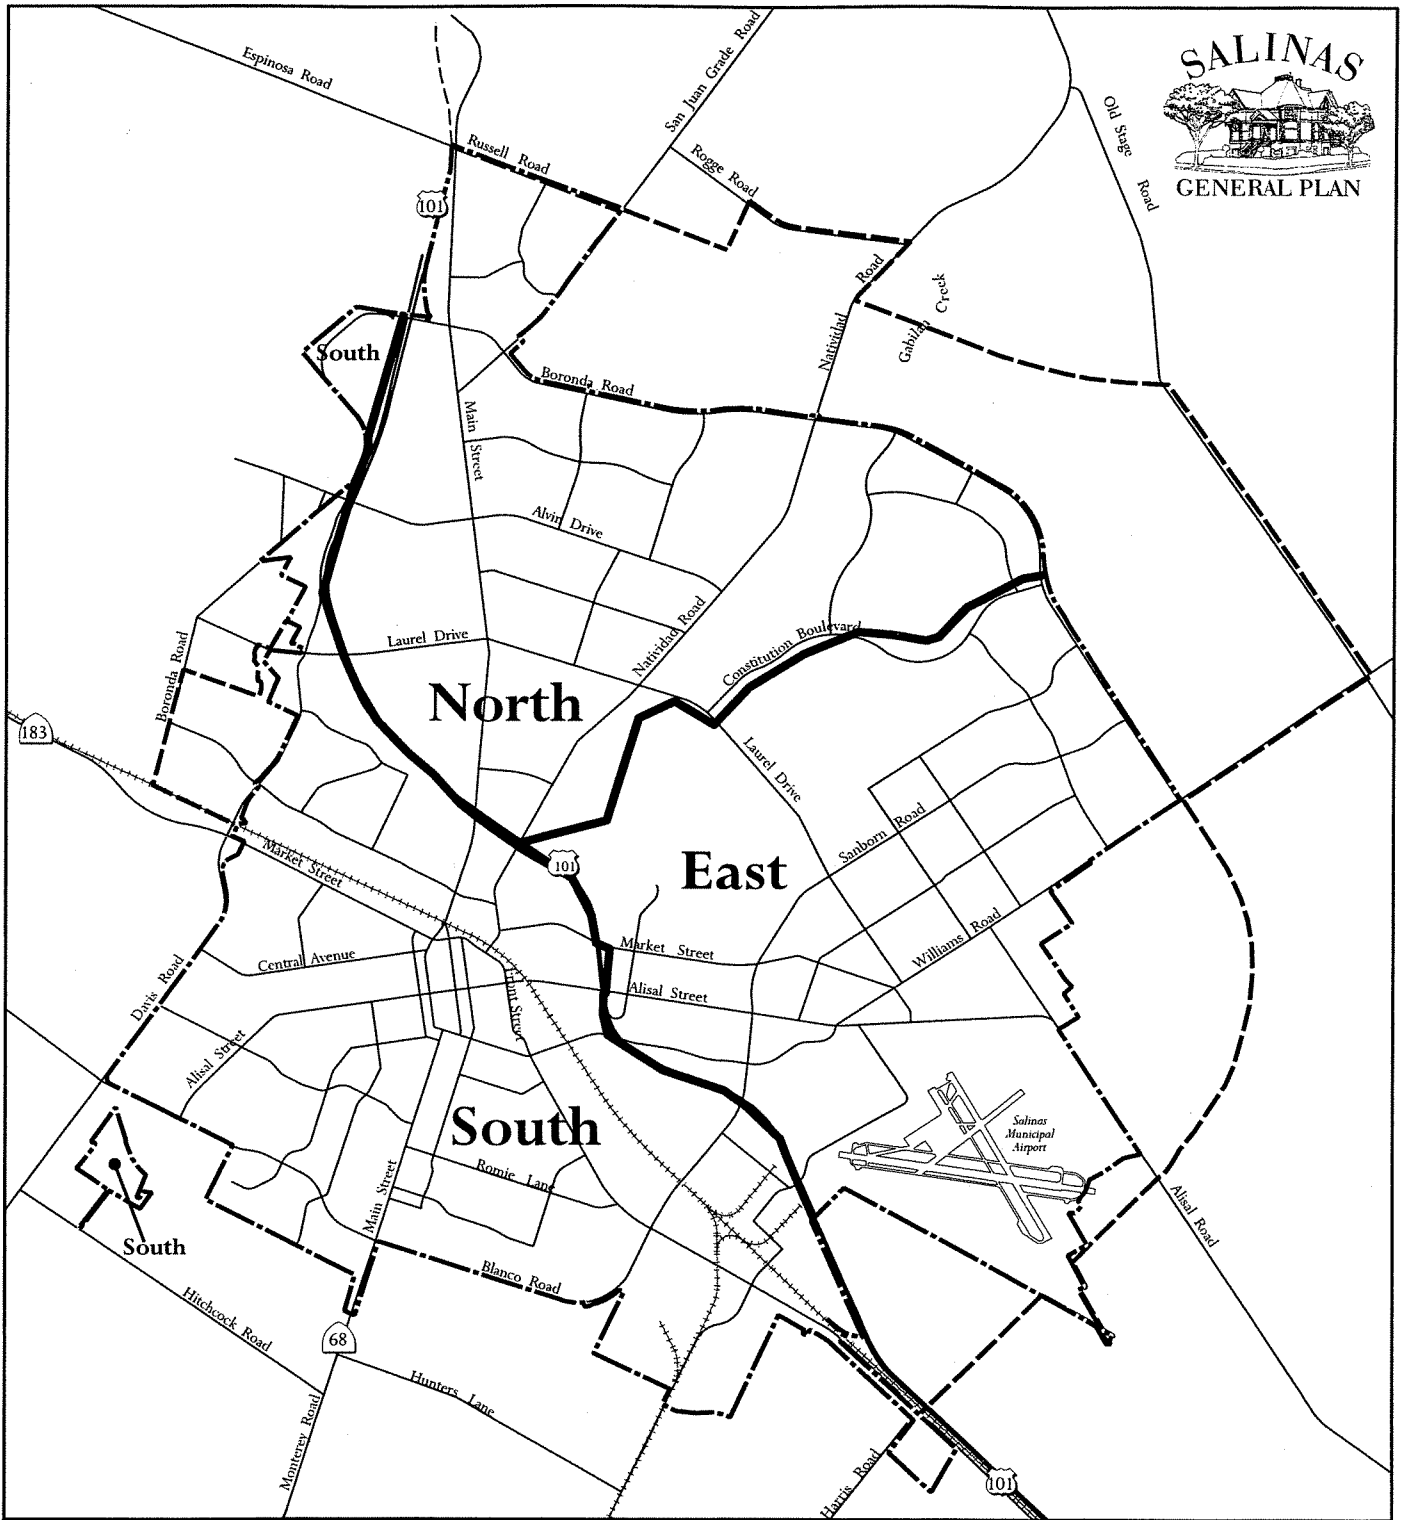 SALINAS
GENERAL PLAN
Espinosa Road
San Juan Grade Road
Old Stage Road
Russell Road
Rogge Road
101
Natividad Road
Gabilan Creek
South
Boronda Road
Main Street
Alvin Drive
Laurel Drive
Natividad Road
Constitution Boulevard
Boronda Road
North
183
Laurel Drive
Sanborn Road
Market Street
101
East
Williams Road
Market Street
Central Avenue
Davis Road
Front Street
Alisal Street
Alisal Street
South
Salinas
Municipal
Airport
Romie Lane
Main Street
Alisal Road
South
Blanco Road
Hitchcock Road
68
Hunters Lane
Monterey Road
Harris Road
101